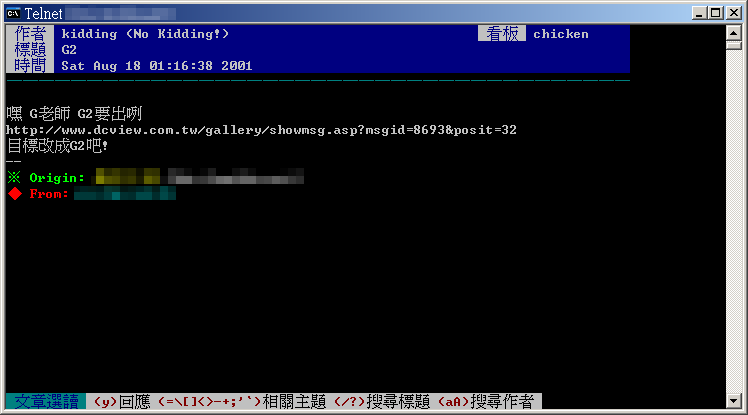 Telnet
作者 kidding (No Kidding!) 看板 chicken
標題 G2
時間 Sat Aug 18 01:16:38 2001
嘿 G老師 G2要出咧
http://www.dcview.com.tw/gallery/showmsg.asp?msgid=8693&posit=32
目標改成G2吧!
--
※ Origin:
◆ From:
文章選讀 (y)回應 (=\[]<>-+;'`)相關主題 (/?)搜尋標題 (aA)搜尋作者